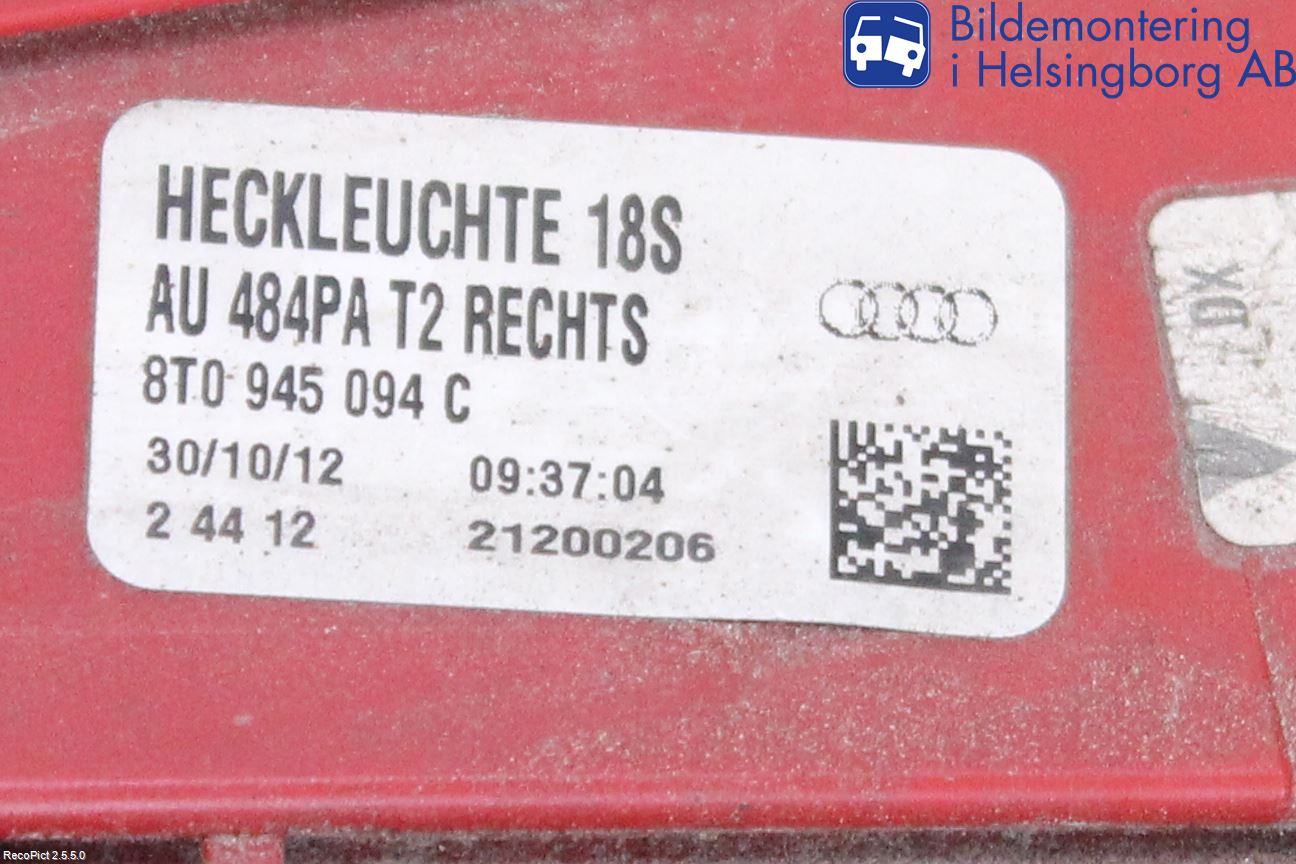 Bildemontering
i Helsingborg AB
HECKLEUCHTE 18S
AU 484PA T2 RECHTS
8T0 945 094 C
30/10/12 09:37:04
2 44 12 21200206
RecoPict 2.5.5.0